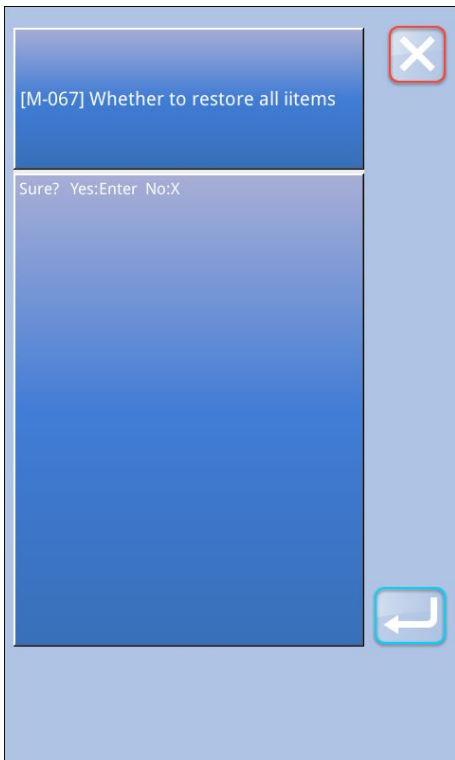 [M-067] Whether to restore all iitems
Sure? Yes:Enter No:X